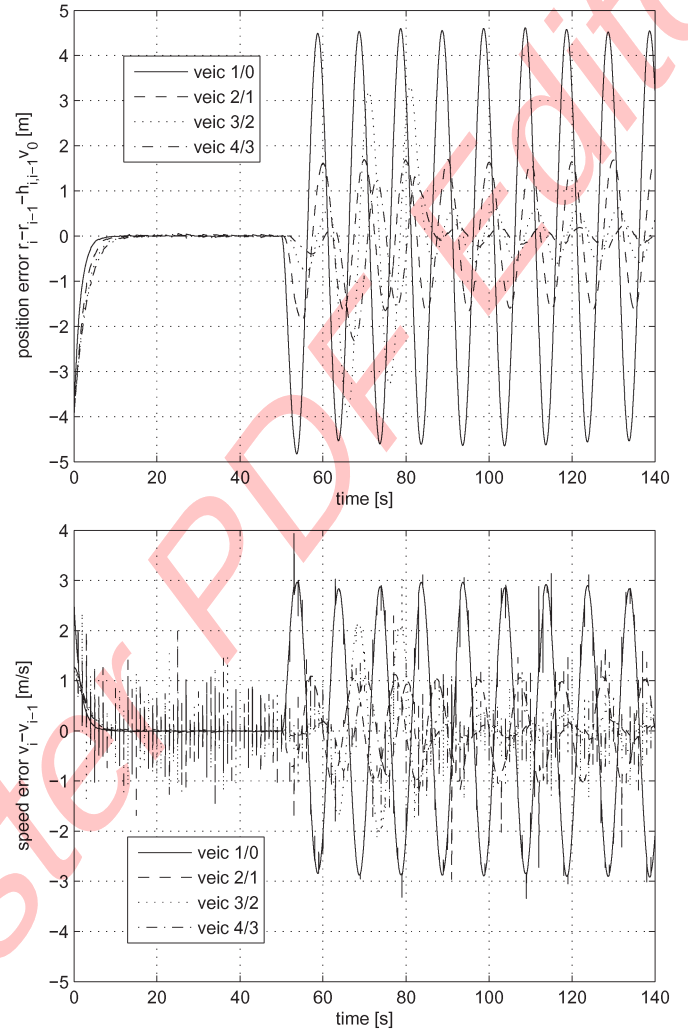 5
4
3
2
1
0
−1
−2
−3
−4
−5
position error r_i−r_{i−1}−h_{i,i−1}v_0 [m]
veic 1/0
veic 2/1
veic 3/2
veic 4/3
0 20 40 60 80 100 120 140
time [s]
4
3
2
1
0
−1
−2
−3
−4
−5
speed error v_i−v_{i−1} [m/s]
veic 1/0
veic 2/1
veic 3/2
veic 4/3
0 20 40 60 80 100 120 140
time [s]
ster PDF Edito